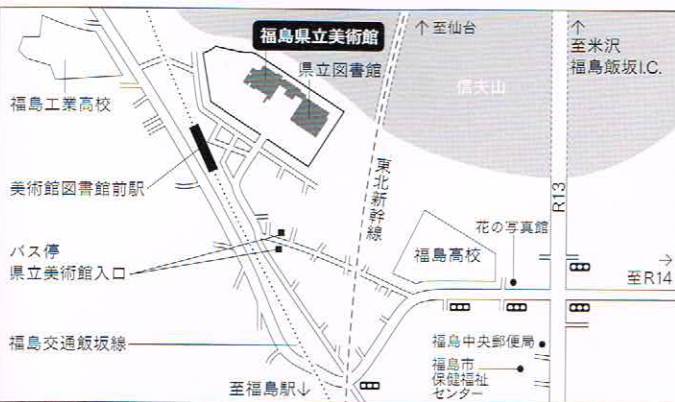 福島県立美術館
県立図書館
↑至仙台
↑
至米沢
福島飯坂I.C.
信夫山
福島工業高校
美術館図書館前駅
東北新幹線
R13
花の写真館
福島高校
→
至R14
バス停
県立美術館入口
福島交通飯坂線
至福島駅↓
福島中央郵便局
福島市
保健福祉
センター